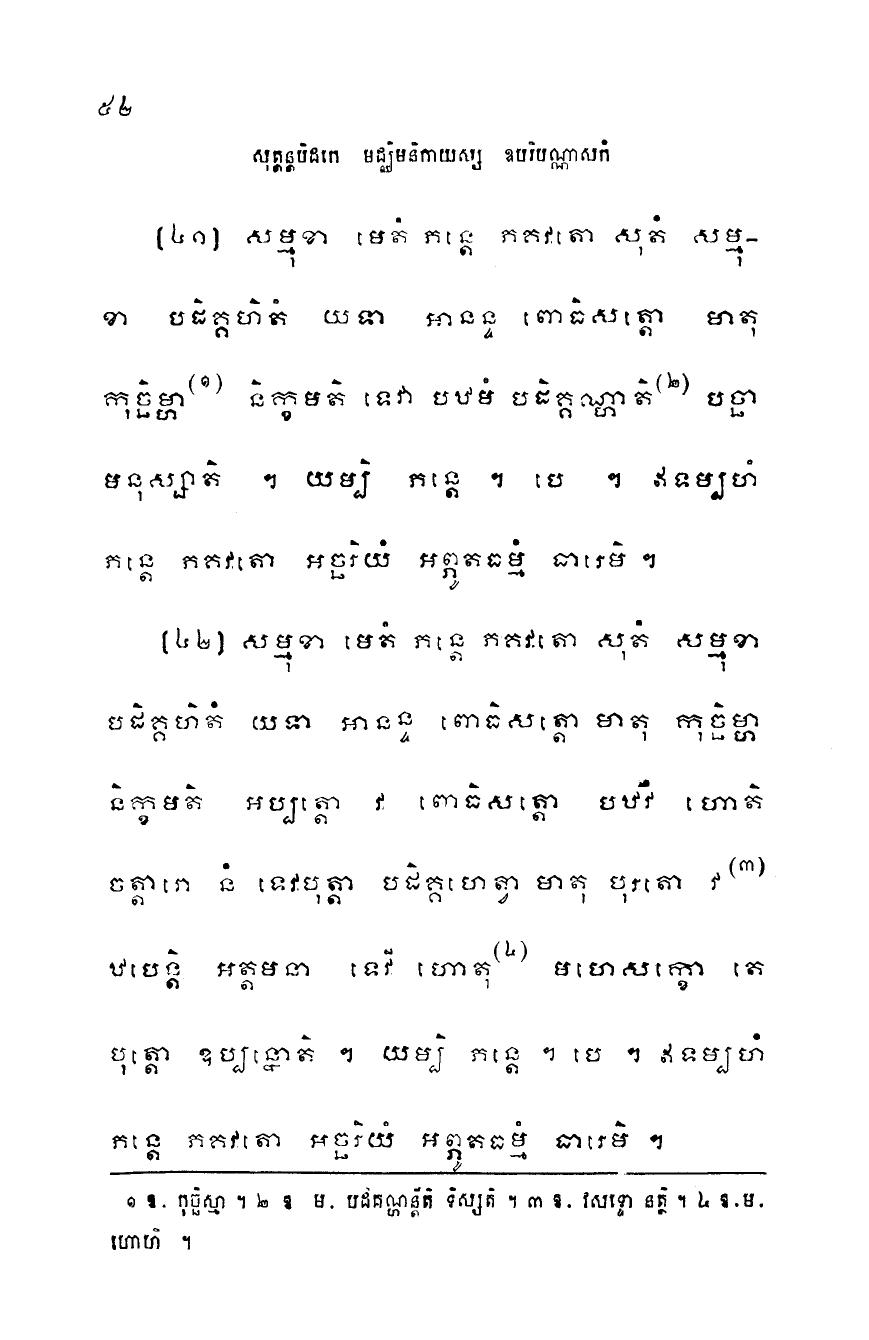 ៥២
សុត្តន្តបិដកេ មជ្ឈិមនិកាយស្ស ឧបរិបណ្ណាសកំ
[៤១] សម្មុខា មេតំ ភន្តេ ភគវតោ សុតំ សម្មុ-
ខា បដិគ្គហិតំ យទា អានន្ទ ពោធិសត្តោ មាតុ
កុច្ឆិម្ហា(១) និក្ខមតិ ទេវា បឋមំ បដិគ្គណ្ហាតិ(២) បច្ឆា
មនុស្សាតិ ។ យម្បិ ភន្តេ ។ បេ ។ ឥទម្បហំ
ភន្តេ ភគវតោ អច្ឆរិយំ អព្ភូតធម្មំ ធារេមិ ។
[៤២] សម្មុខា មេតំ ភន្តេ ភគវតោ សុតំ សម្មុខា
បដិគ្គហិតំ យទា អានន្ទ ពោធិសត្តោ មាតុ កុច្ឆិម្ហា
និក្ខមតិ អប្បត្តោ វ ពោធិសត្តោ បឋវឹ ហោតិ
ចត្តារោ នំ ទេវបុត្តា បដិគ្គហេត្វា មាតុ បុរតោ វ(៣)
ឋបេន្តិ អត្តមនា ទេវី ហោតុ(៤) មហេសក្ខោ តេ
បុត្តោ ឧប្បន្នោតិ ។ យម្បិ ភន្តេ ។ បេ ។ ឥទម្បហំ
ភន្តេ ភគវតោ អច្ឆរិយំ អព្ភូតធម្មំ ធារេមិ ។
១ ឱ. កុច្ឆិស្មា ។ ២ ឱ ម. បដិគណ្ហន្តីតិ ទិស្សតិ ។ ៣ ឱ. វសទ្ទោ នត្ថិ ។ ៤ ឱ.ម.
ហោហិ ។